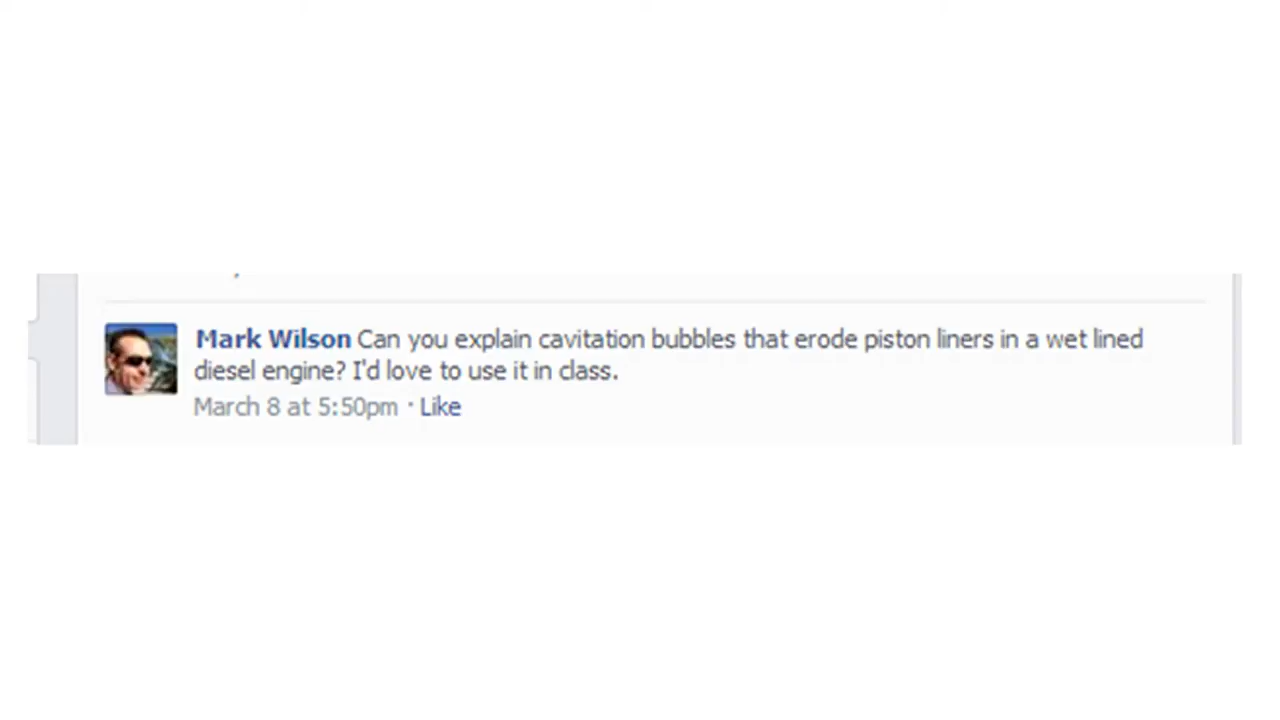 Mark Wilson Can you explain cavitation bubbles that erode piston liners in a wet lined
diesel engine? I'd love to use it in class.
March 8 at 5:50pm · Like